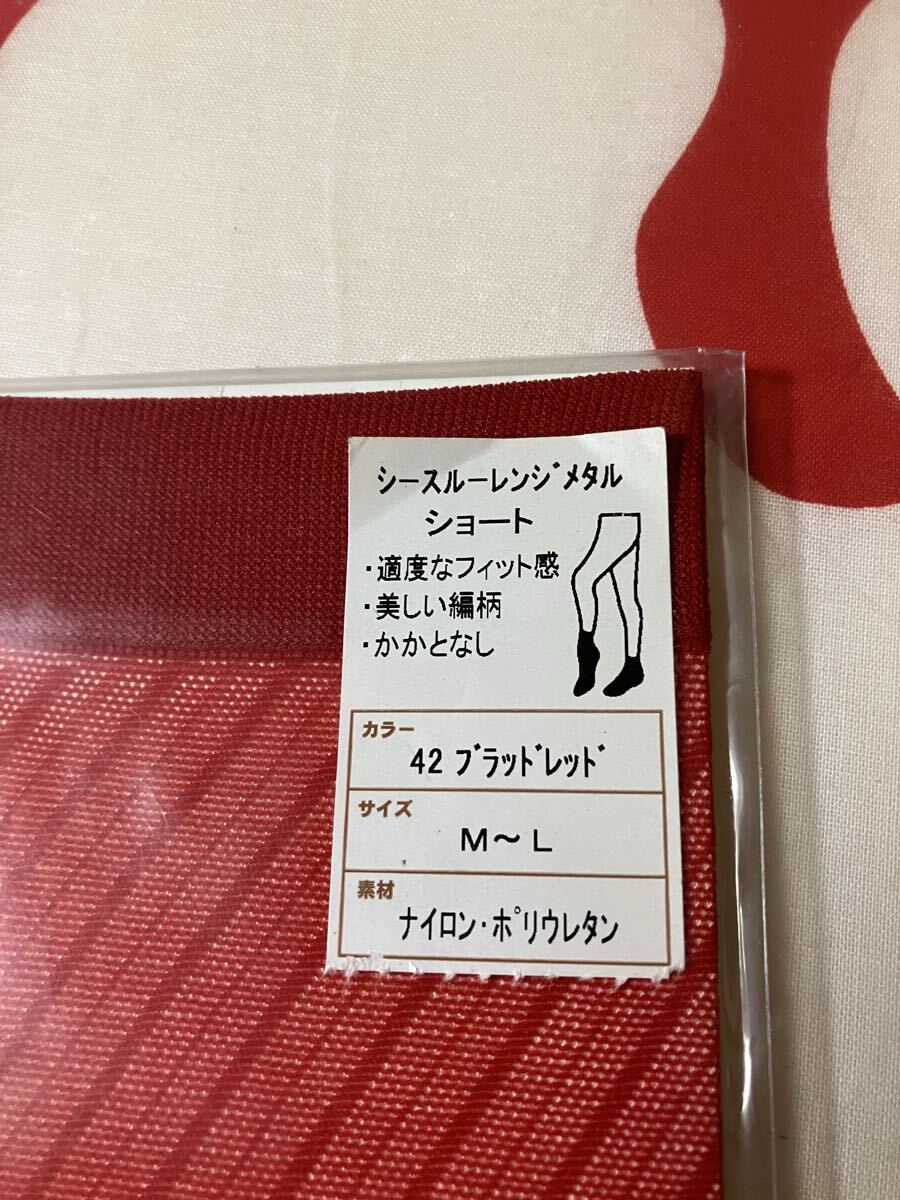 ｼｰｽﾙｰﾚﾝｼﾞﾒﾀﾙ
ショート
・適度なフィット感
・美しい編柄
・かかとなし
カラー
42 ﾌﾞﾗｯﾄﾞﾚｯﾄﾞ
サイズ
M～L
素材
ﾅｲﾛﾝ･ﾎﾟﾘｳﾚﾀﾝ